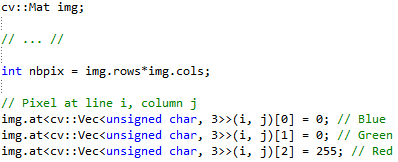 cv::Mat img;
// ... //
int nbpix = img.rows*img.cols;
// Pixel at line i, column j
img.at<cv::Vec<unsigned char, 3>>(i, j)[0] = 0; // Blue
img.at<cv::Vec<unsigned char, 3>>(i, j)[1] = 0; // Green
img.at<cv::Vec<unsigned char, 3>>(i, j)[2] = 255; // Red